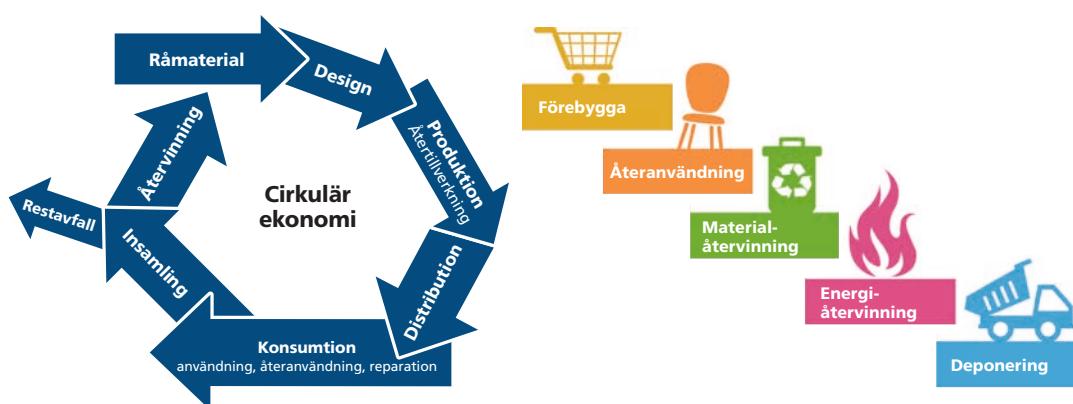 Råmaterial
Design
Produktion
Återtillverkning
Distribution
Konsumtion
användning, återanvändning, reparation
Insamling
Restavfall
Återvinning
Cirkulär
ekonomi
Förebygga
Återanvändning
Material-
återvinning
Energi-
återvinning
Deponering